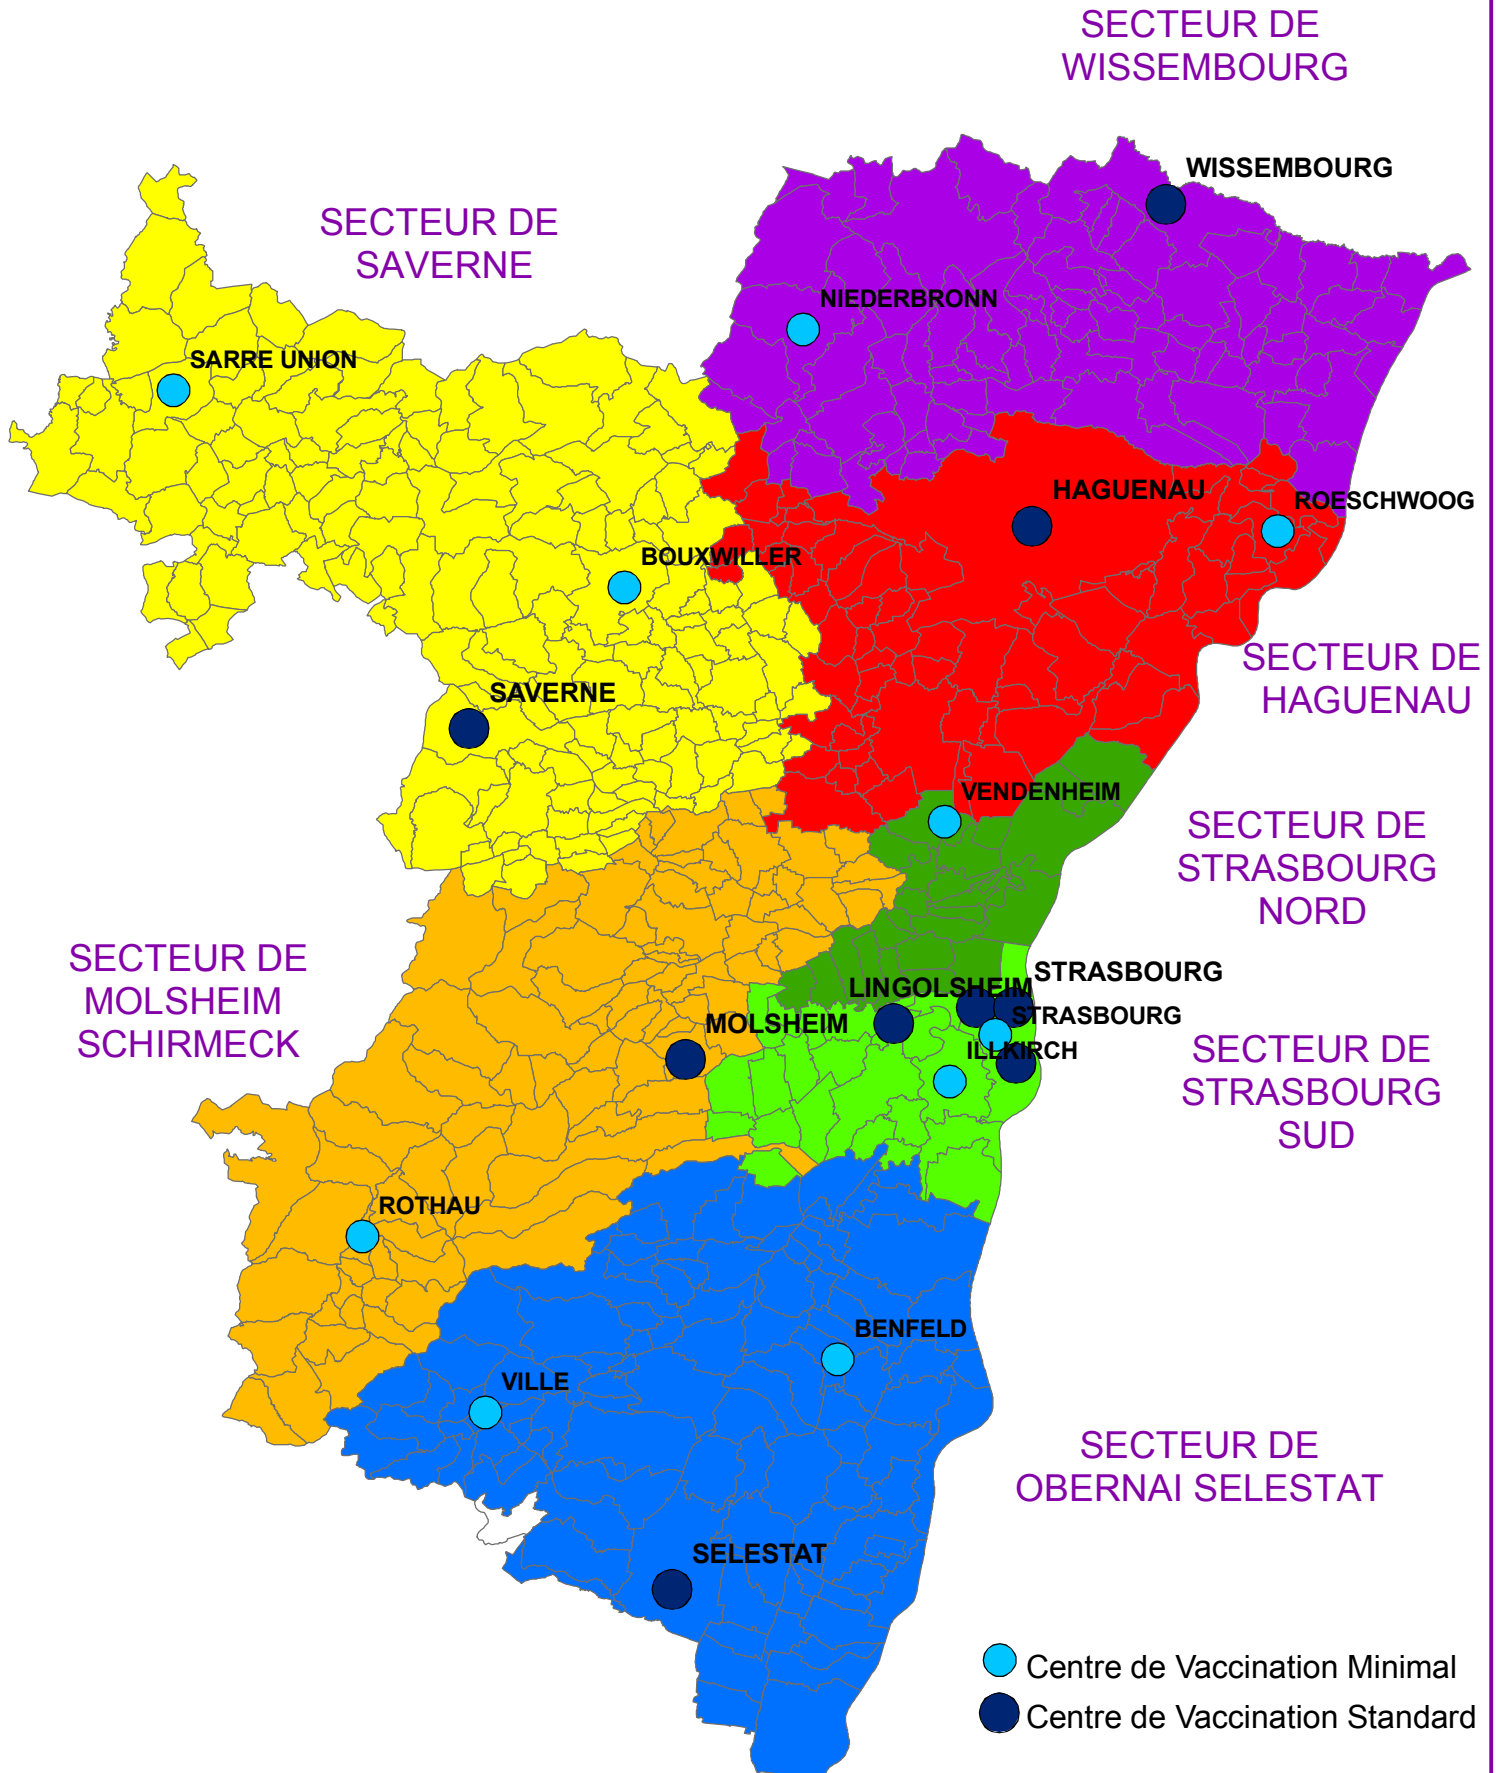 SECTEUR DE
WISSEMBOURG
WISSEMBOURG
SECTEUR DE
SAVERNE
NIEDERBRONN
SARRE UNION
HAGUENAU
ROESCHWOOG
BOUXWILLER
SECTEUR DE
HAGUENAU
SAVERNE
VENDENHEIM
SECTEUR DE
STRASBOURG
NORD
SECTEUR DE
MOLSHEIM
SCHIRMECK
STRASBOURG
LINGOLSHEIM
STRASBOURG
MOLSHEIM
ILLKIRCH
SECTEUR DE
STRASBOURG
SUD
ROTHAU
BENFELD
VILLE
SECTEUR DE
OBERNAI SELESTAT
SELESTAT
Centre de Vaccination Minimal
Centre de Vaccination Standard